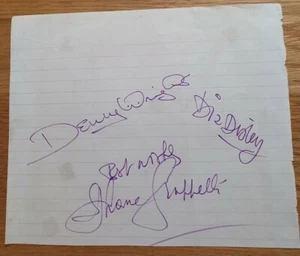 Denny Wright
Diz Disley
Best wishes
Stephane Grappelli